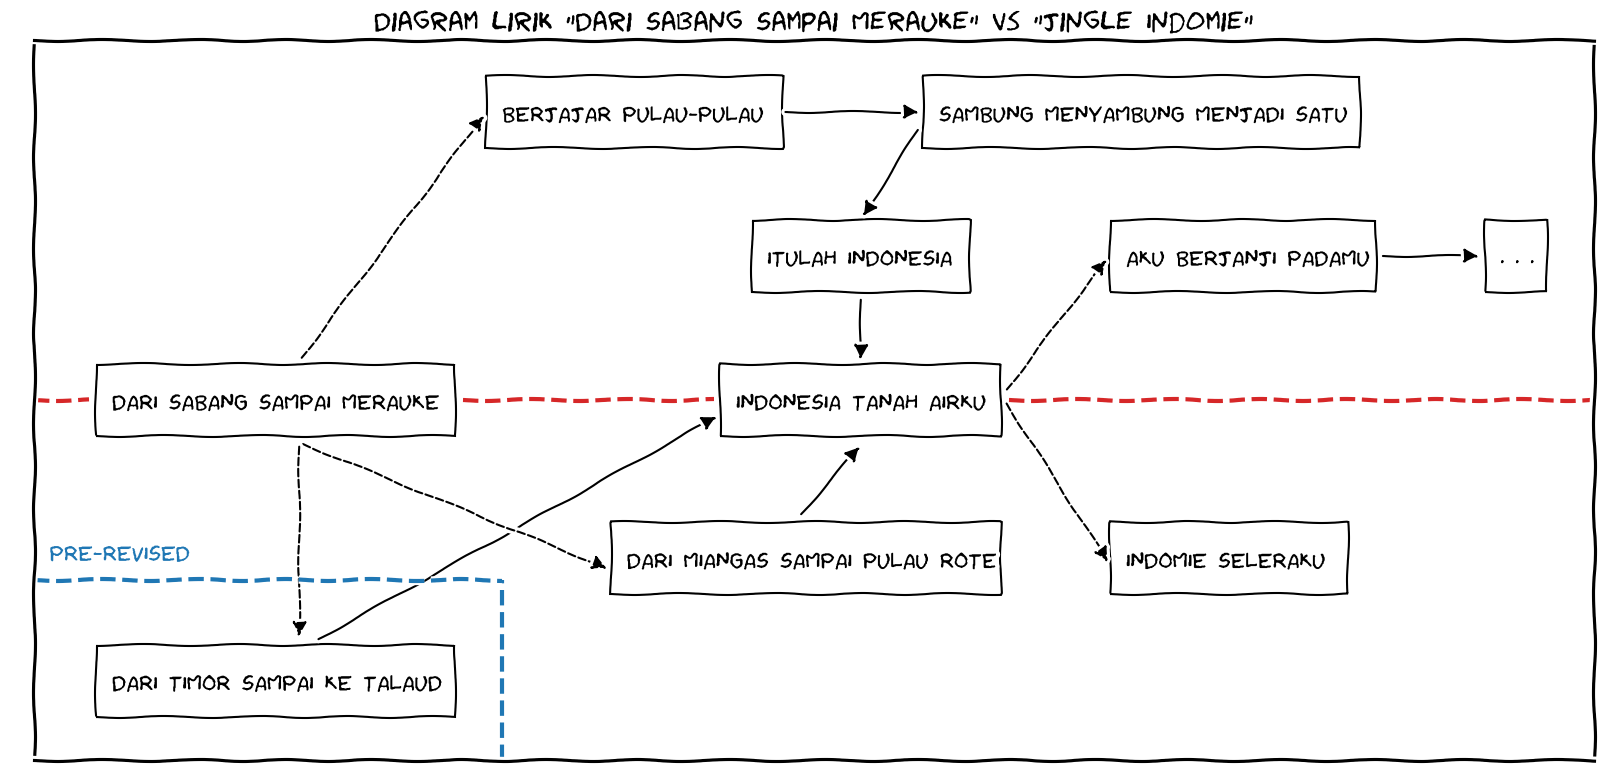 DIAGRAM LIRIK "DARI SABANG SAMPAI MERAUKE" VS "JINGLE INDOMIE"
BERJAJAR PULAU-PULAU
SAMBUNG MENYAMBUNG MENJADI SATU
ITULAH INDONESIA
AKU BERJANJI PADAMU
...
DARI SABANG SAMPAI MERAUKE
INDONESIA TANAH AIRKU
PRE-REVISED
DARI MIANGAS SAMPAI PULAU ROTE
INDOMIE SELERAKU
DARI TIMOR SAMPAI KE TALAUD